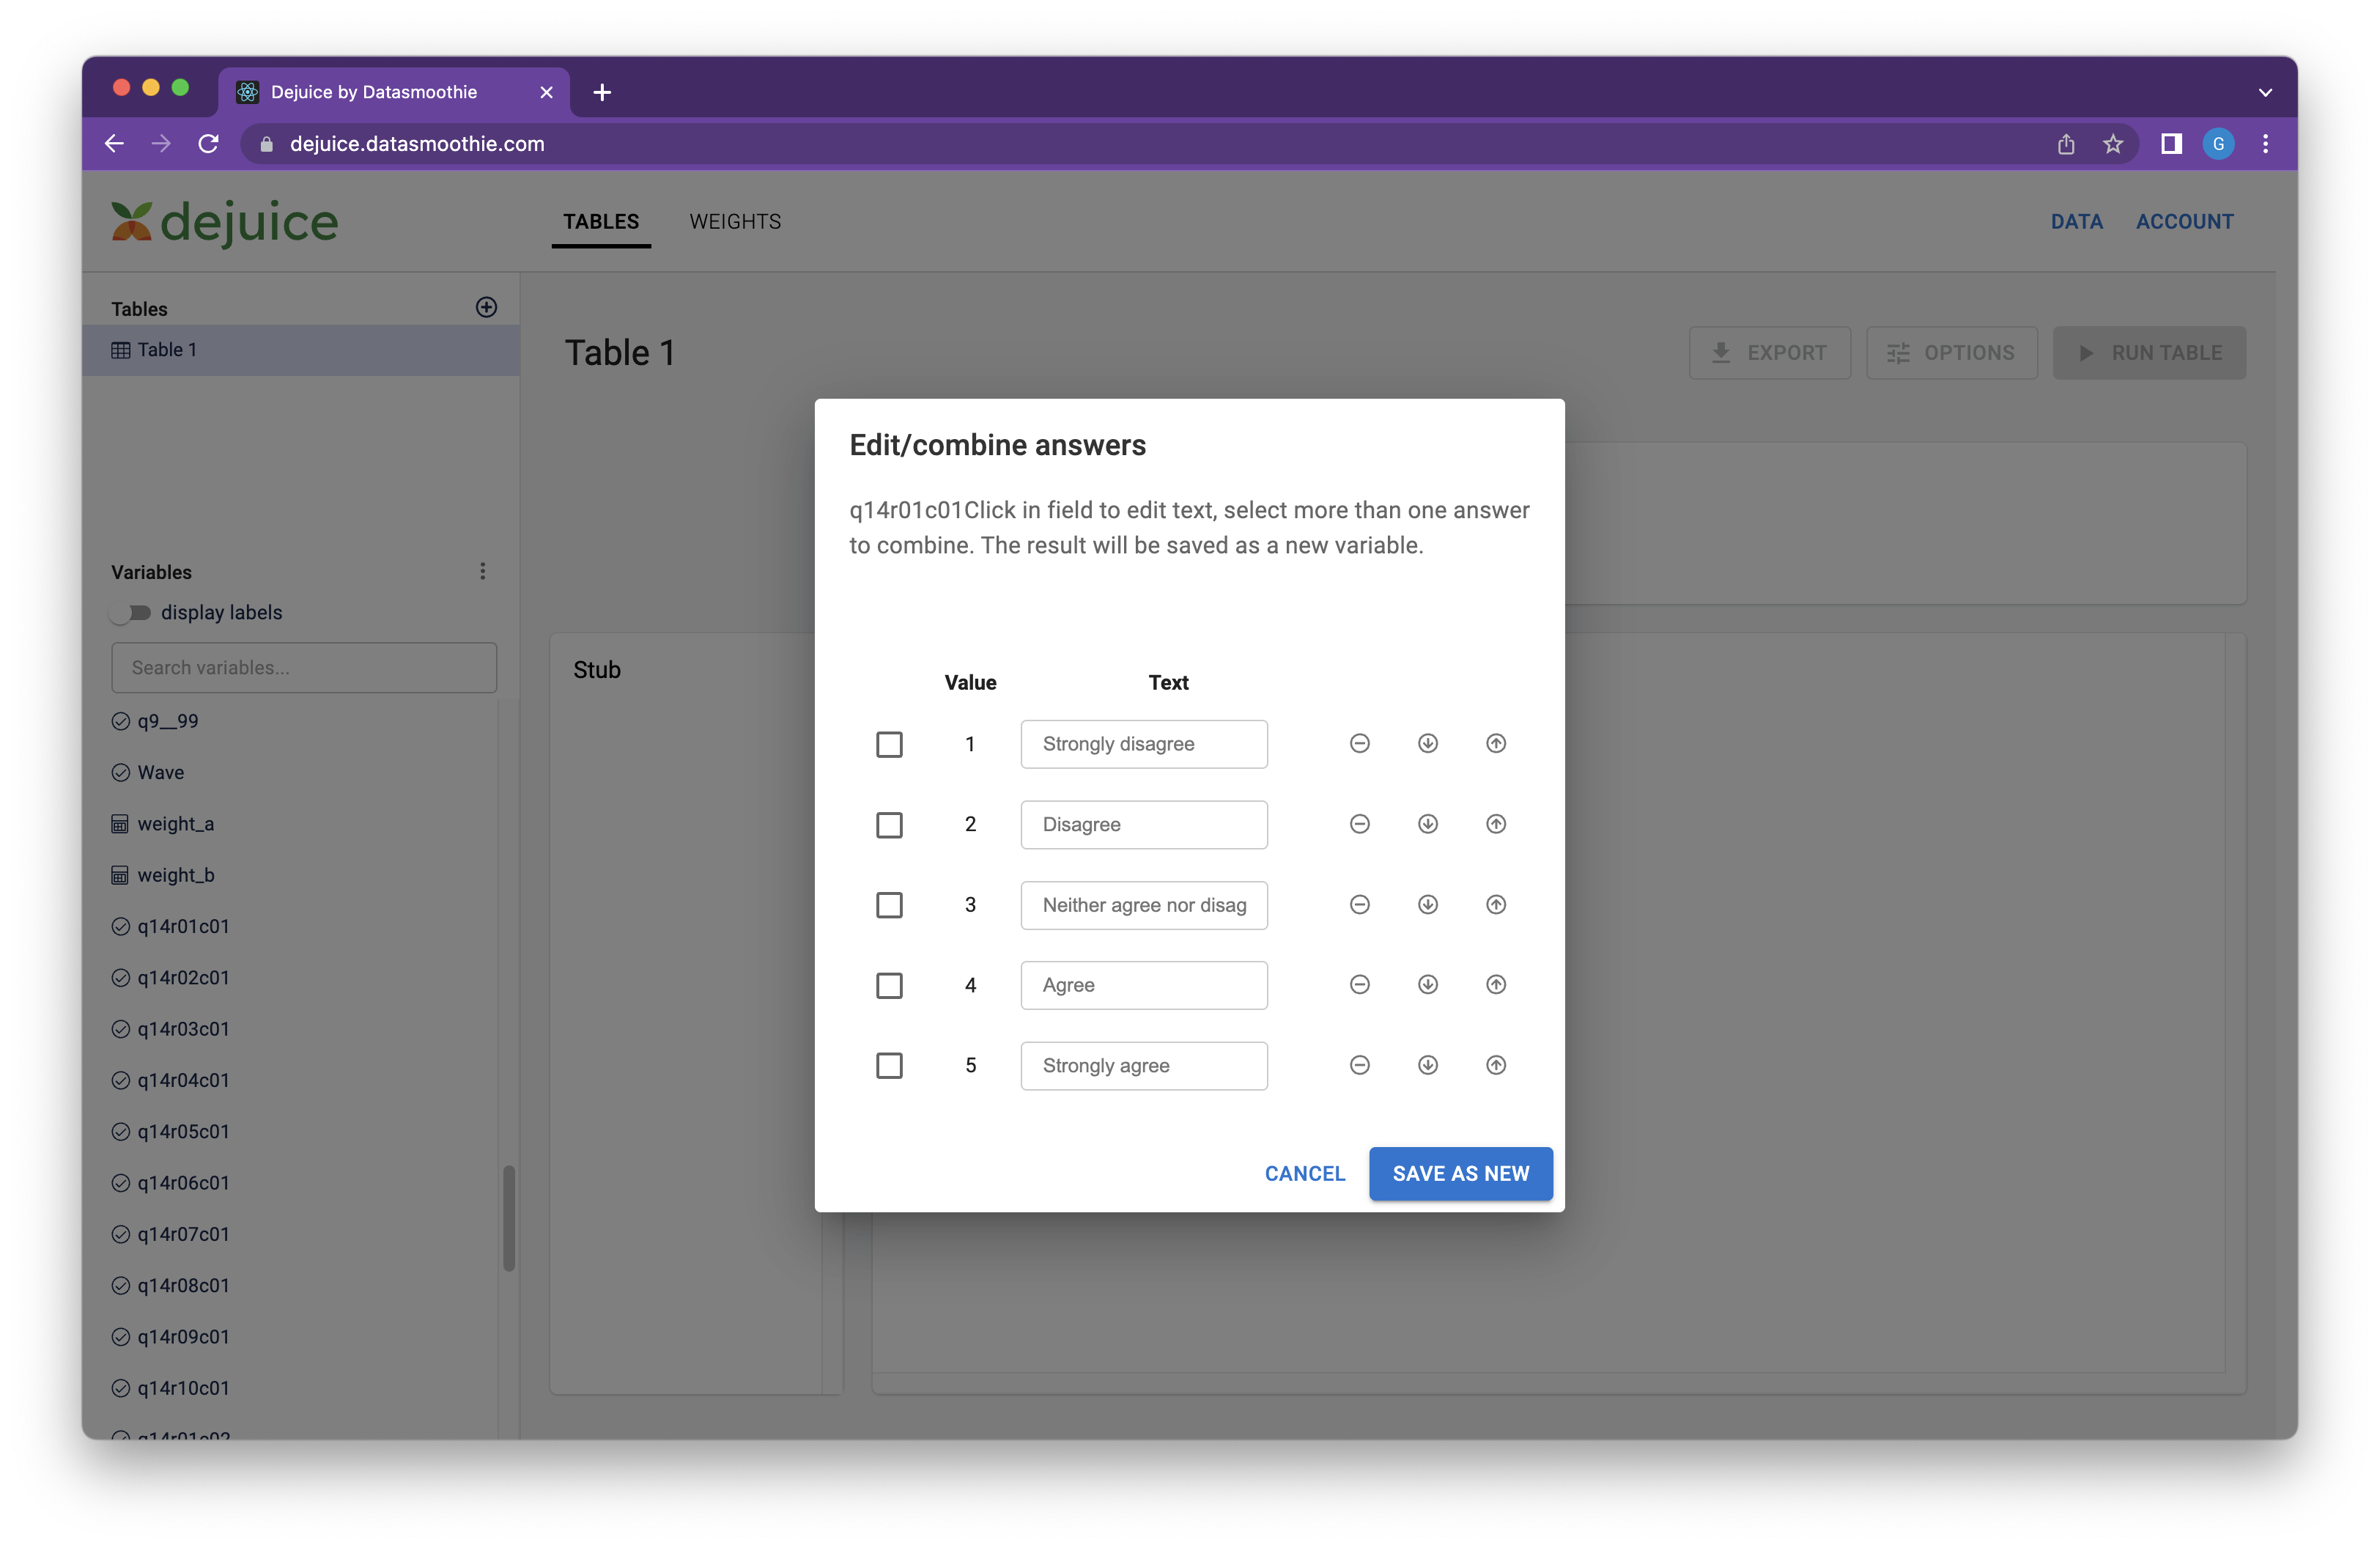 Dejuice by Datasmoothie
dejuice.datasmoothie.com
G
dejuice
TABLES
WEIGHTS
DATA
ACCOUNT
Tables
Table 1
Table 1
EXPORT
OPTIONS
RUN TABLE
Variables
display labels
Search variables...
q9__99
Wave
weight_a
weight_b
q14r01c01
q14r02c01
q14r03c01
q14r04c01
q14r05c01
q14r06c01
q14r07c01
q14r08c01
q14r09c01
q14r10c01
q14r01c02
Stub
Edit/combine answers
q14r01c01Click in field to edit text, select more than one answer
to combine. The result will be saved as a new variable.
Value Text
1 Strongly disagree
2 Disagree
3 Neither agree nor disag
4 Agree
5 Strongly agree
CANCEL
SAVE AS NEW